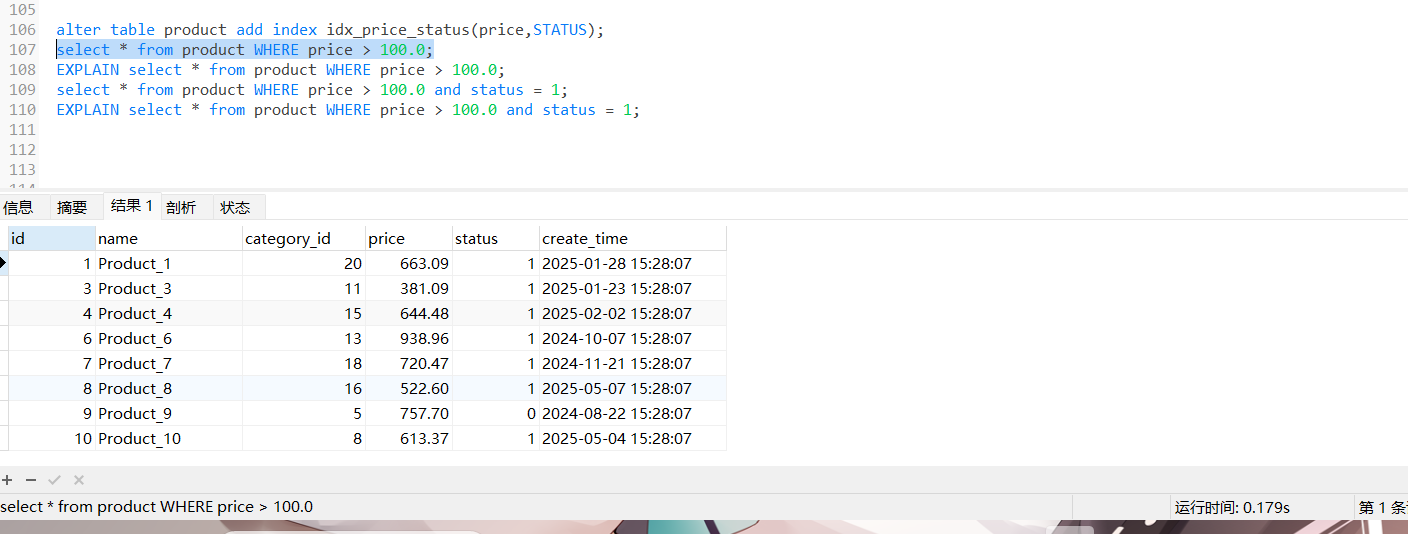 105
106 alter table product add index idx_price_status(price,STATUS);
107 select * from product WHERE price > 100.0;
108 EXPLAIN select * from product WHERE price > 100.0;
109 select * from product WHERE price > 100.0 and status = 1;
110 EXPLAIN select * from product WHERE price > 100.0 and status = 1;
111
112
113
114
信息 摘要 结果 1 剖析 状态
id name category_id price status create_time
1 Product_1 20 663.09 1 2025-01-28 15:28:07
3 Product_3 11 381.09 1 2025-01-23 15:28:07
4 Product_4 15 644.48 1 2025-02-02 15:28:07
6 Product_6 13 938.96 1 2024-10-07 15:28:07
7 Product_7 18 720.47 1 2024-11-21 15:28:07
8 Product_8 16 522.60 1 2025-05-07 15:28:07
9 Product_9 5 757.70 0 2024-08-22 15:28:07
10 Product_10 8 613.37 1 2025-05-04 15:28:07
select * from product WHERE price > 100.0 运行时间: 0.179s 第 1 条